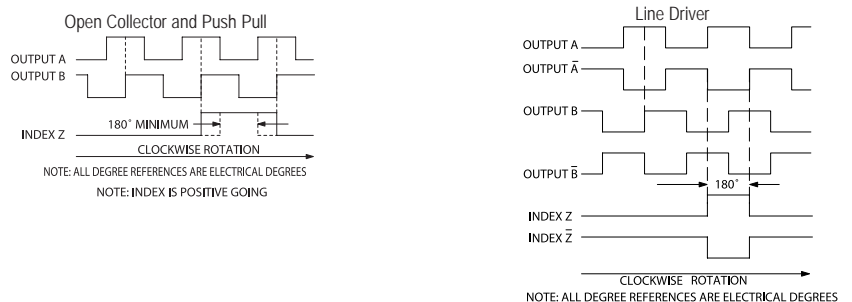 Open Collector and Push Pull
OUTPUT A
OUTPUT B
180° MINIMUM
INDEX Z
CLOCKWISE ROTATION
NOTE: ALL DEGREE REFERENCES ARE ELECTRICAL DEGREES
NOTE: INDEX IS POSITIVE GOING
Line Driver
OUTPUT A
OUTPUT A̅
OUTPUT B
OUTPUT B̅
180°
INDEX Z
INDEX Z̅
CLOCKWISE ROTATION
NOTE: ALL DEGREE REFERENCES ARE ELECTRICAL DEGREES